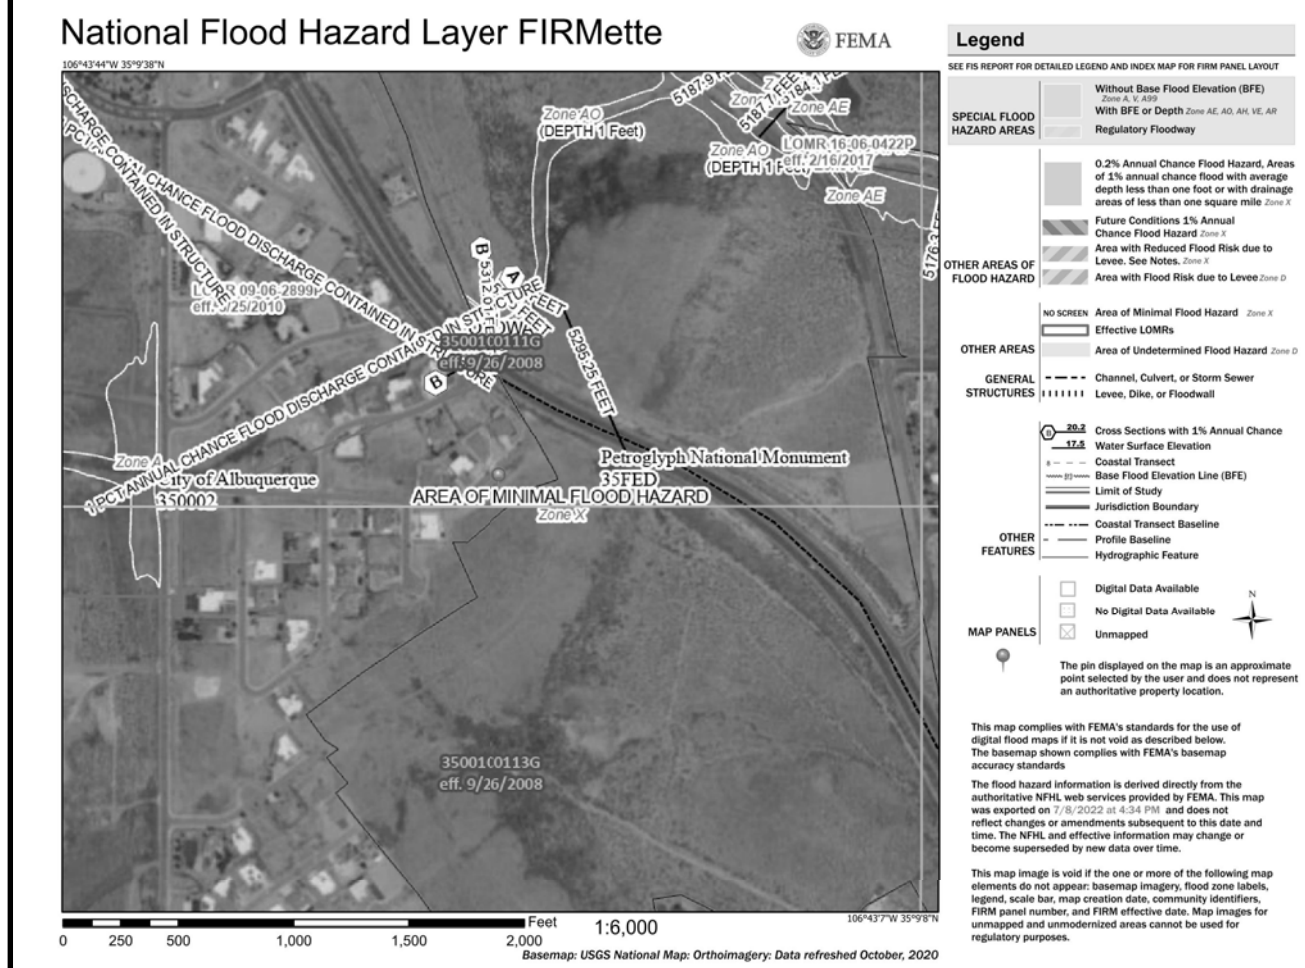 National Flood Hazard Layer FIRMette
FEMA
106°43'44"W 35°9'38"N
SCHARGE CONTAINED IN STRUCTURE
1 PCT
CHANCE FLOOD DISCHARGE CONTAINED IN STRUCTURE
Zone AO
(DEPTH 1 Feet)
5187.9 FEET
5187.7 FEET
5184.1 FEET
Zone AE
Zone AO
LOMR 16-06-0422P
eff. 2/16/2017
Zone AE
5176.3 FEET
LOMR 09-06-2899P
eff. 5/25/2010
B
A
FEET
FEET
35001C0111G
eff. 9/26/2008
B
5295.25 FEET
1 PCT ANNUAL CHANCE FLOOD DISCHARGE CONTAINED IN STRUCTURE
Zone A
City of Albuquerque
350002
Petroglyph National Monument
35FED
AREA OF MINIMAL FLOOD HAZARD
Zone X
35001C0113G
eff. 9/26/2008
106°43'7"W 35°9'8"N
Feet
1:6,000
0 250 500 1,000 1,500 2,000
Basemap: USGS National Map: Orthoimagery: Data refreshed October, 2020
Legend
SEE FIS REPORT FOR DETAILED LEGEND AND INDEX MAP FOR FIRM PANEL LAYOUT
SPECIAL FLOOD
HAZARD AREAS
Without Base Flood Elevation (BFE)
Zone A, V, A99
With BFE or Depth Zone AE, AO, AH, VE, AR
Regulatory Floodway
0.2% Annual Chance Flood Hazard, Areas
of 1% annual chance flood with average
depth less than one foot or with drainage
areas of less than one square mile Zone X
Future Conditions 1% Annual
Chance Flood Hazard Zone X
Area with Reduced Flood Risk due to
Levee. See Notes. Zone X
Area with Flood Risk due to Levee Zone D
OTHER AREAS OF
FLOOD HAZARD
NO SCREEN Area of Minimal Flood Hazard Zone X
Effective LOMRs
OTHER AREAS
Area of Undetermined Flood Hazard Zone D
GENERAL
STRUCTURES
Channel, Culvert, or Storm Sewer
Levee, Dike, or Floodwall
B 20.2 Cross Sections with 1% Annual Chance
17.5 Water Surface Elevation
8 Coastal Transect
513 Base Flood Elevation Line (BFE)
Limit of Study
Jurisdiction Boundary
Coastal Transect Baseline
OTHER
FEATURES
Profile Baseline
Hydrographic Feature
Digital Data Available
No Digital Data Available
MAP PANELS
Unmapped
N
The pin displayed on the map is an approximate
point selected by the user and does not represent
an authoritative property location.
This map complies with FEMA's standards for the use of
digital flood maps if it is not void as described below.
The basemap shown complies with FEMA's basemap
accuracy standards
The flood hazard information is derived directly from the
authoritative NFHL web services provided by FEMA. This map
was exported on 7/8/2022 at 4:34 PM and does not
reflect changes or amendments subsequent to this date and
time. The NFHL and effective information may change or
become superseded by new data over time.
This map image is void if the one or more of the following map
elements do not appear: basemap imagery, flood zone labels,
legend, scale bar, map creation date, community identifiers,
FIRM panel number, and FIRM effective date. Map images for
unmapped and unmodernized areas cannot be used for
regulatory purposes.